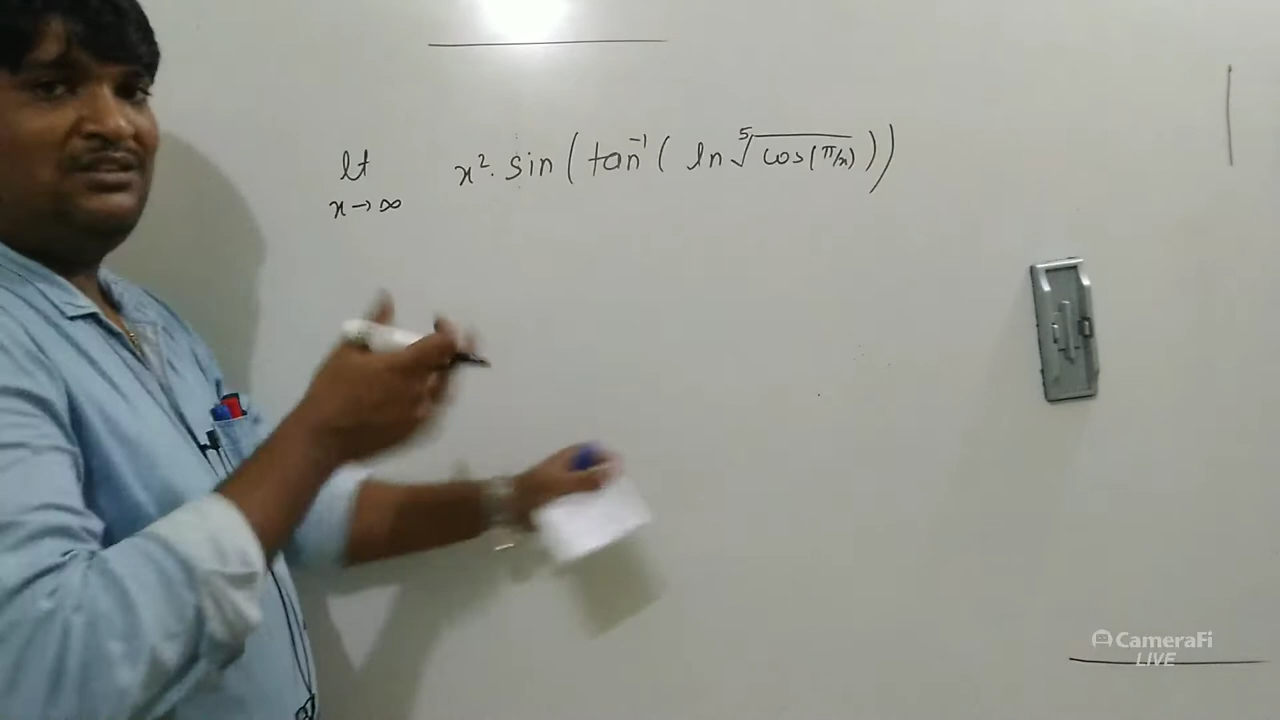 lt x². sin(tan⁻¹( ln ⁵√cos(π/x)))
x→∞
CameraFi
LIVE